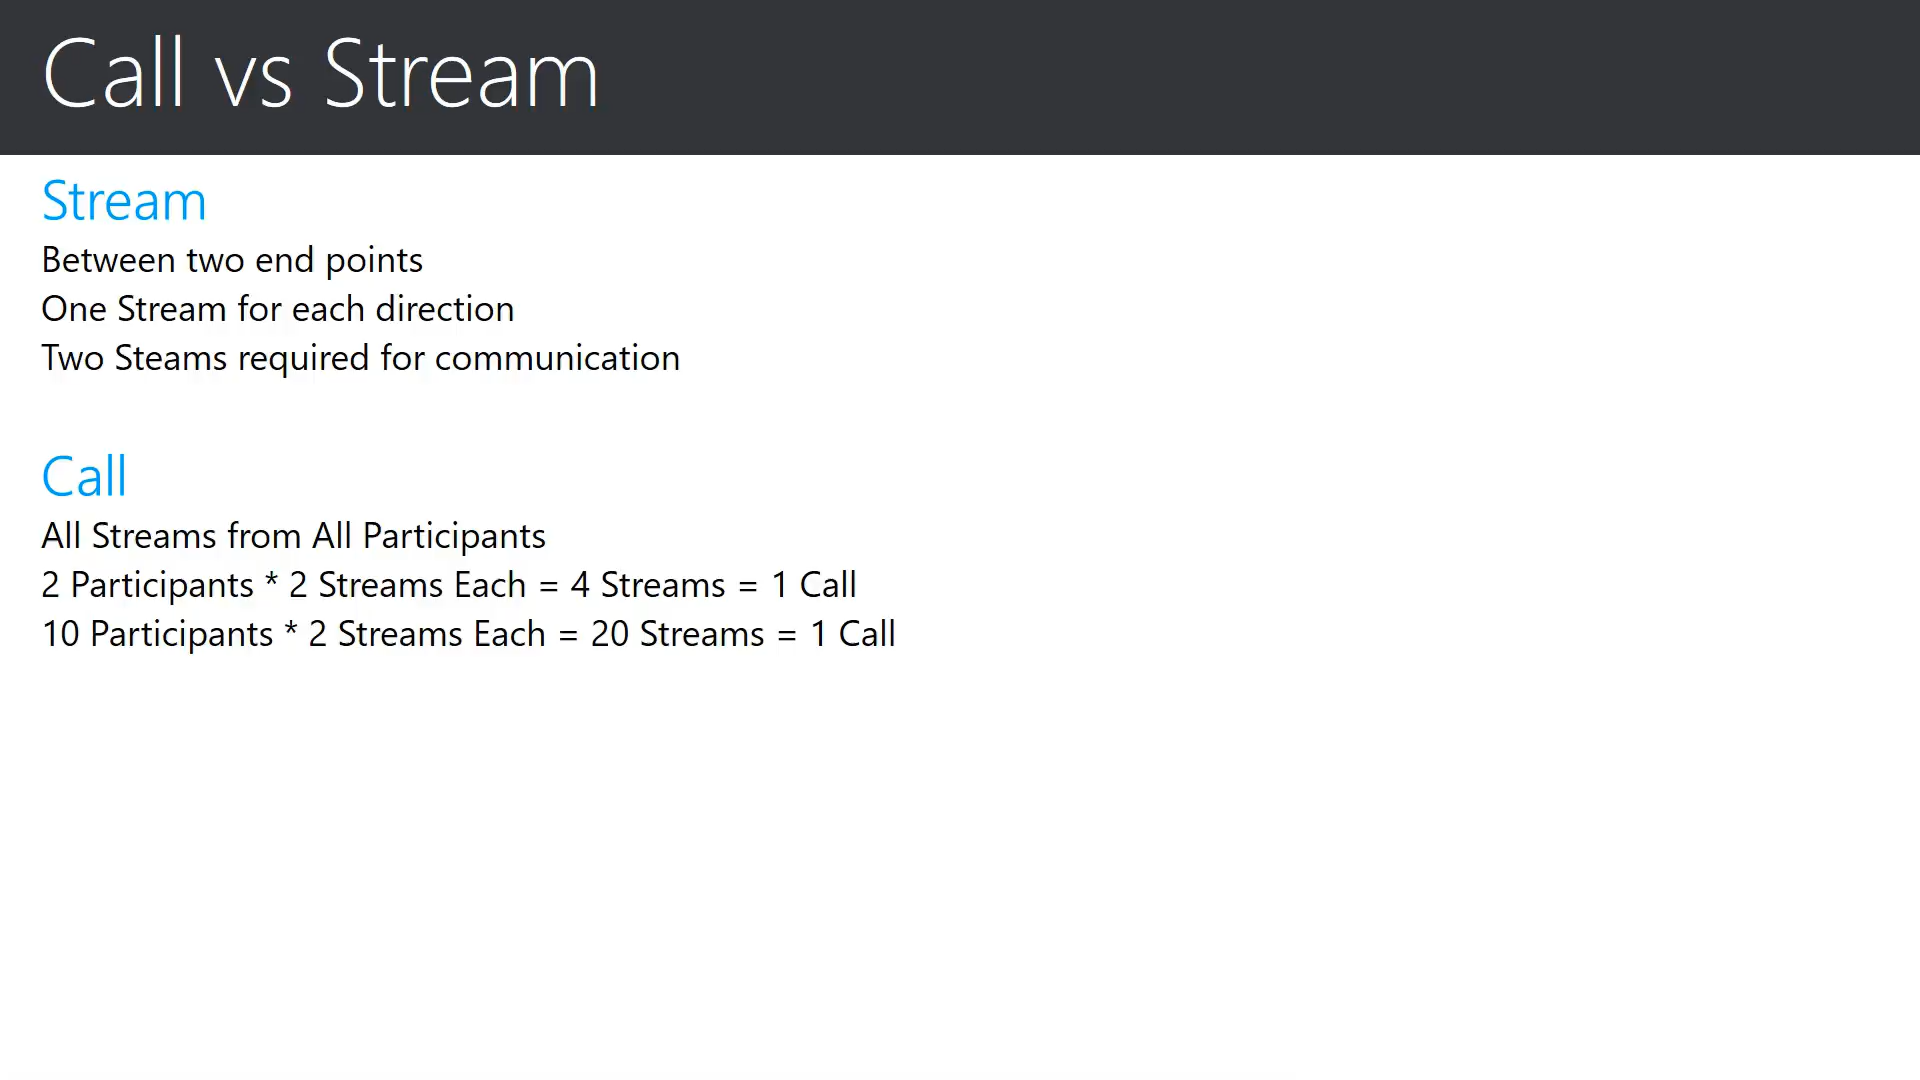 Call vs Stream
Stream
Between two end points
One Stream for each direction
Two Steams required for communication
Call
All Streams from All Participants
2 Participants * 2 Streams Each = 4 Streams = 1 Call
10 Participants * 2 Streams Each = 20 Streams = 1 Call